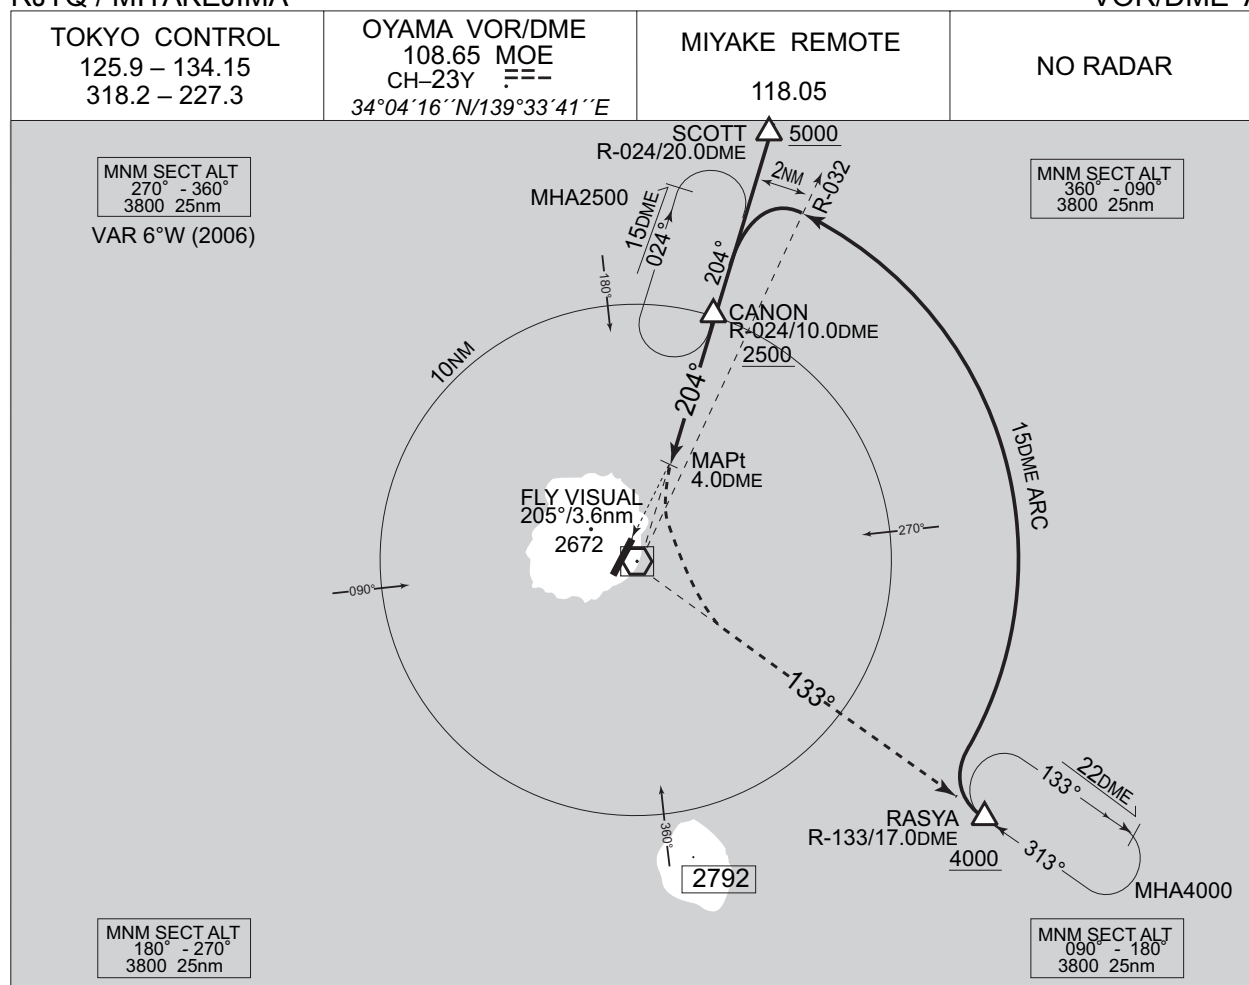 RJTQ / MIYAKEJIMA
VOR/DME A
TOKYO CONTROL
125.9 – 134.15
318.2 – 227.3
OYAMA VOR/DME
108.65 MOE
CH–23Y
34°04´16´´N/139°33´41´´E
MIYAKE REMOTE
118.05
NO RADAR
MNM SECT ALT
270° - 360°
3800 25nm
VAR 6°W (2006)
SCOTT
R-024/20.0DME
5000
MNM SECT ALT
360° - 090°
3800 25nm
MHA2500
15DME
024°
2NM
R-032
204°
180°
CANON
R-024/10.0DME
2500
10NM
204°
MAPt
4.0DME
15DME ARC
FLY VISUAL
205°/3.6nm
2672
270°
090°
133°
360°
2792
RASYA
R-133/17.0DME
4000
133°
22DME
313°
MHA4000
MNM SECT ALT
180° - 270°
3800 25nm
MNM SECT ALT
090° - 180°
3800 25nm